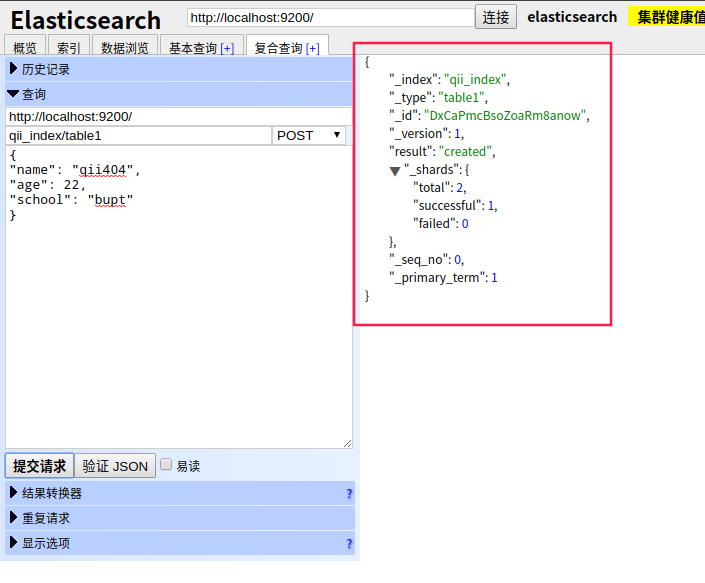 Elasticsearch
http://localhost:9200/
连接
elasticsearch
集群健康值
概览
索引
数据浏览
基本查询 [+]
复合查询 [+]
历史记录
查询
http://localhost:9200/
qii_index/table1
POST
{
"name": "qii404",
"age": 22,
"school": "bupt"
}
提交请求
验证 JSON
易读
结果转换器
?
重复请求
显示选项
?
{
"_index": "qii_index",
"_type": "table1",
"_id": "DxCaPmcBsoZoaRm8anow",
"_version": 1,
"result": "created",
"_shards": {
"total": 2,
"successful": 1,
"failed": 0
},
"_seq_no": 0,
"_primary_term": 1
}